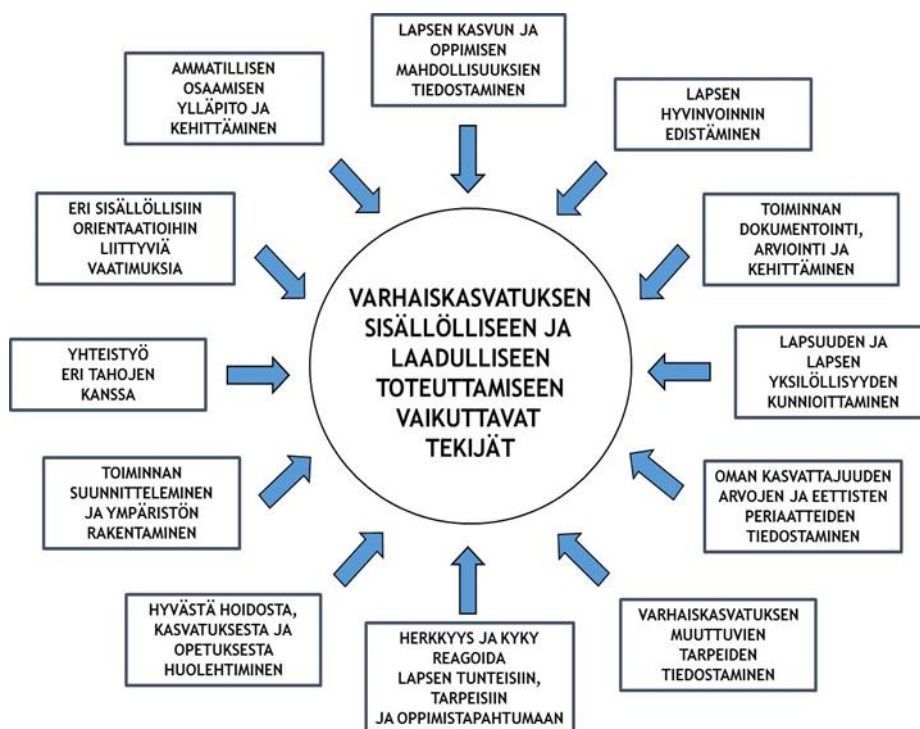 LAPSEN KASVUN JA
OPPIMISEN
MAHDOLLISUUKSIEN
TIEDOSTAMINEN
LAPSEN
HYVINVOINNIN
EDISTÄMINEN
TOIMINNAN
DOKUMENTOINTI,
ARVIOINTI JA
KEHITTÄMINEN
LAPSUUDEN JA
LAPSEN
YKSILÖLLISYYDEN
KUNNIOITTAMINEN
OMAN KASVATTAJUUDEN
ARVOJEN JA EETTISTEN
PERIAATTEIDEN
TIEDOSTAMINEN
VARHAISKASVATUKSEN
MUUTTUVIEN
TARPEIDEN
TIEDOSTAMINEN
HERKKYYS JA KYKY
REAGOIDA
LAPSEN TUNTEISIIN,
TARPEISIIN
JA OPPIMISTAPAHTUMAAN
HYVÄSTÄ HOIDOSTA,
KASVATUKSESTA JA
OPETUKSESTA
HUOLEHTIMINEN
TOIMINNAN
SUUNNITTELEMINEN
JA YMPÄRISTÖN
RAKENTAMINEN
YHTEISTYÖ
ERI TAHOJEN
KANSSA
ERI SISÄLLÖLLISIIN
ORIENTAATIOIHIN
LIITTYVIÄ
VAATIMUKSIA
AMMATILLISEN
OSAAMISEN
YLLÄPITO JA
KEHITTÄMINEN
VARHAISKASVATUKSEN
SISÄLLÖLLISEEN JA
LAADULLISEEN
TOTEUTTAMISEEN
VAIKUTTAVAT
TEKIJÄT